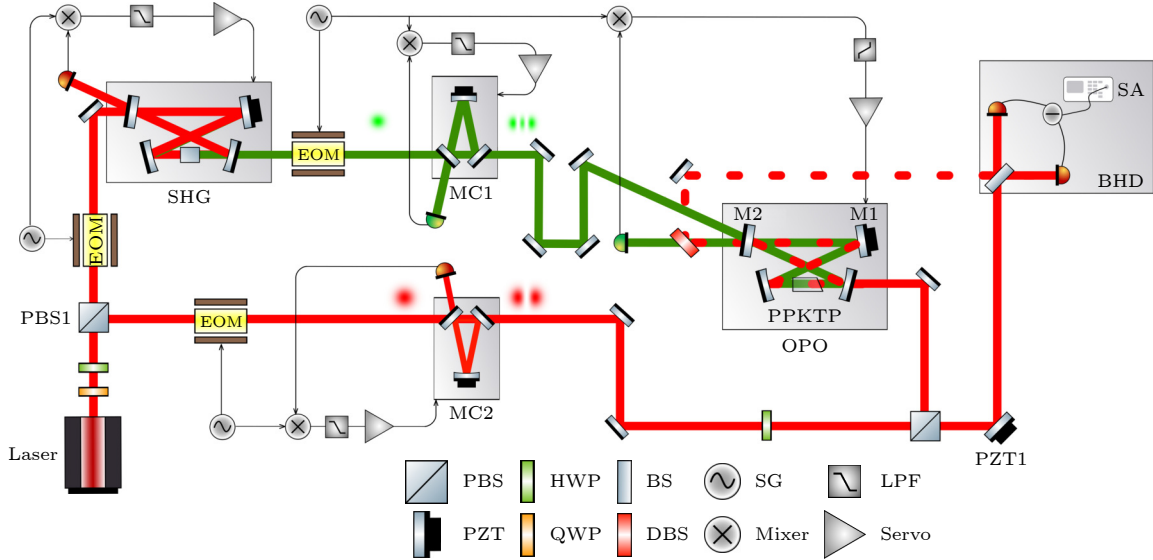 SA
BHD
EOM
MC1
SHG
M2
M1
EOM
PBS1
EOM
PPKTP
OPO
MC2
Laser
PZT1
PBS
HWP
BS
SG
LPF
PZT
QWP
DBS
Mixer
Servo